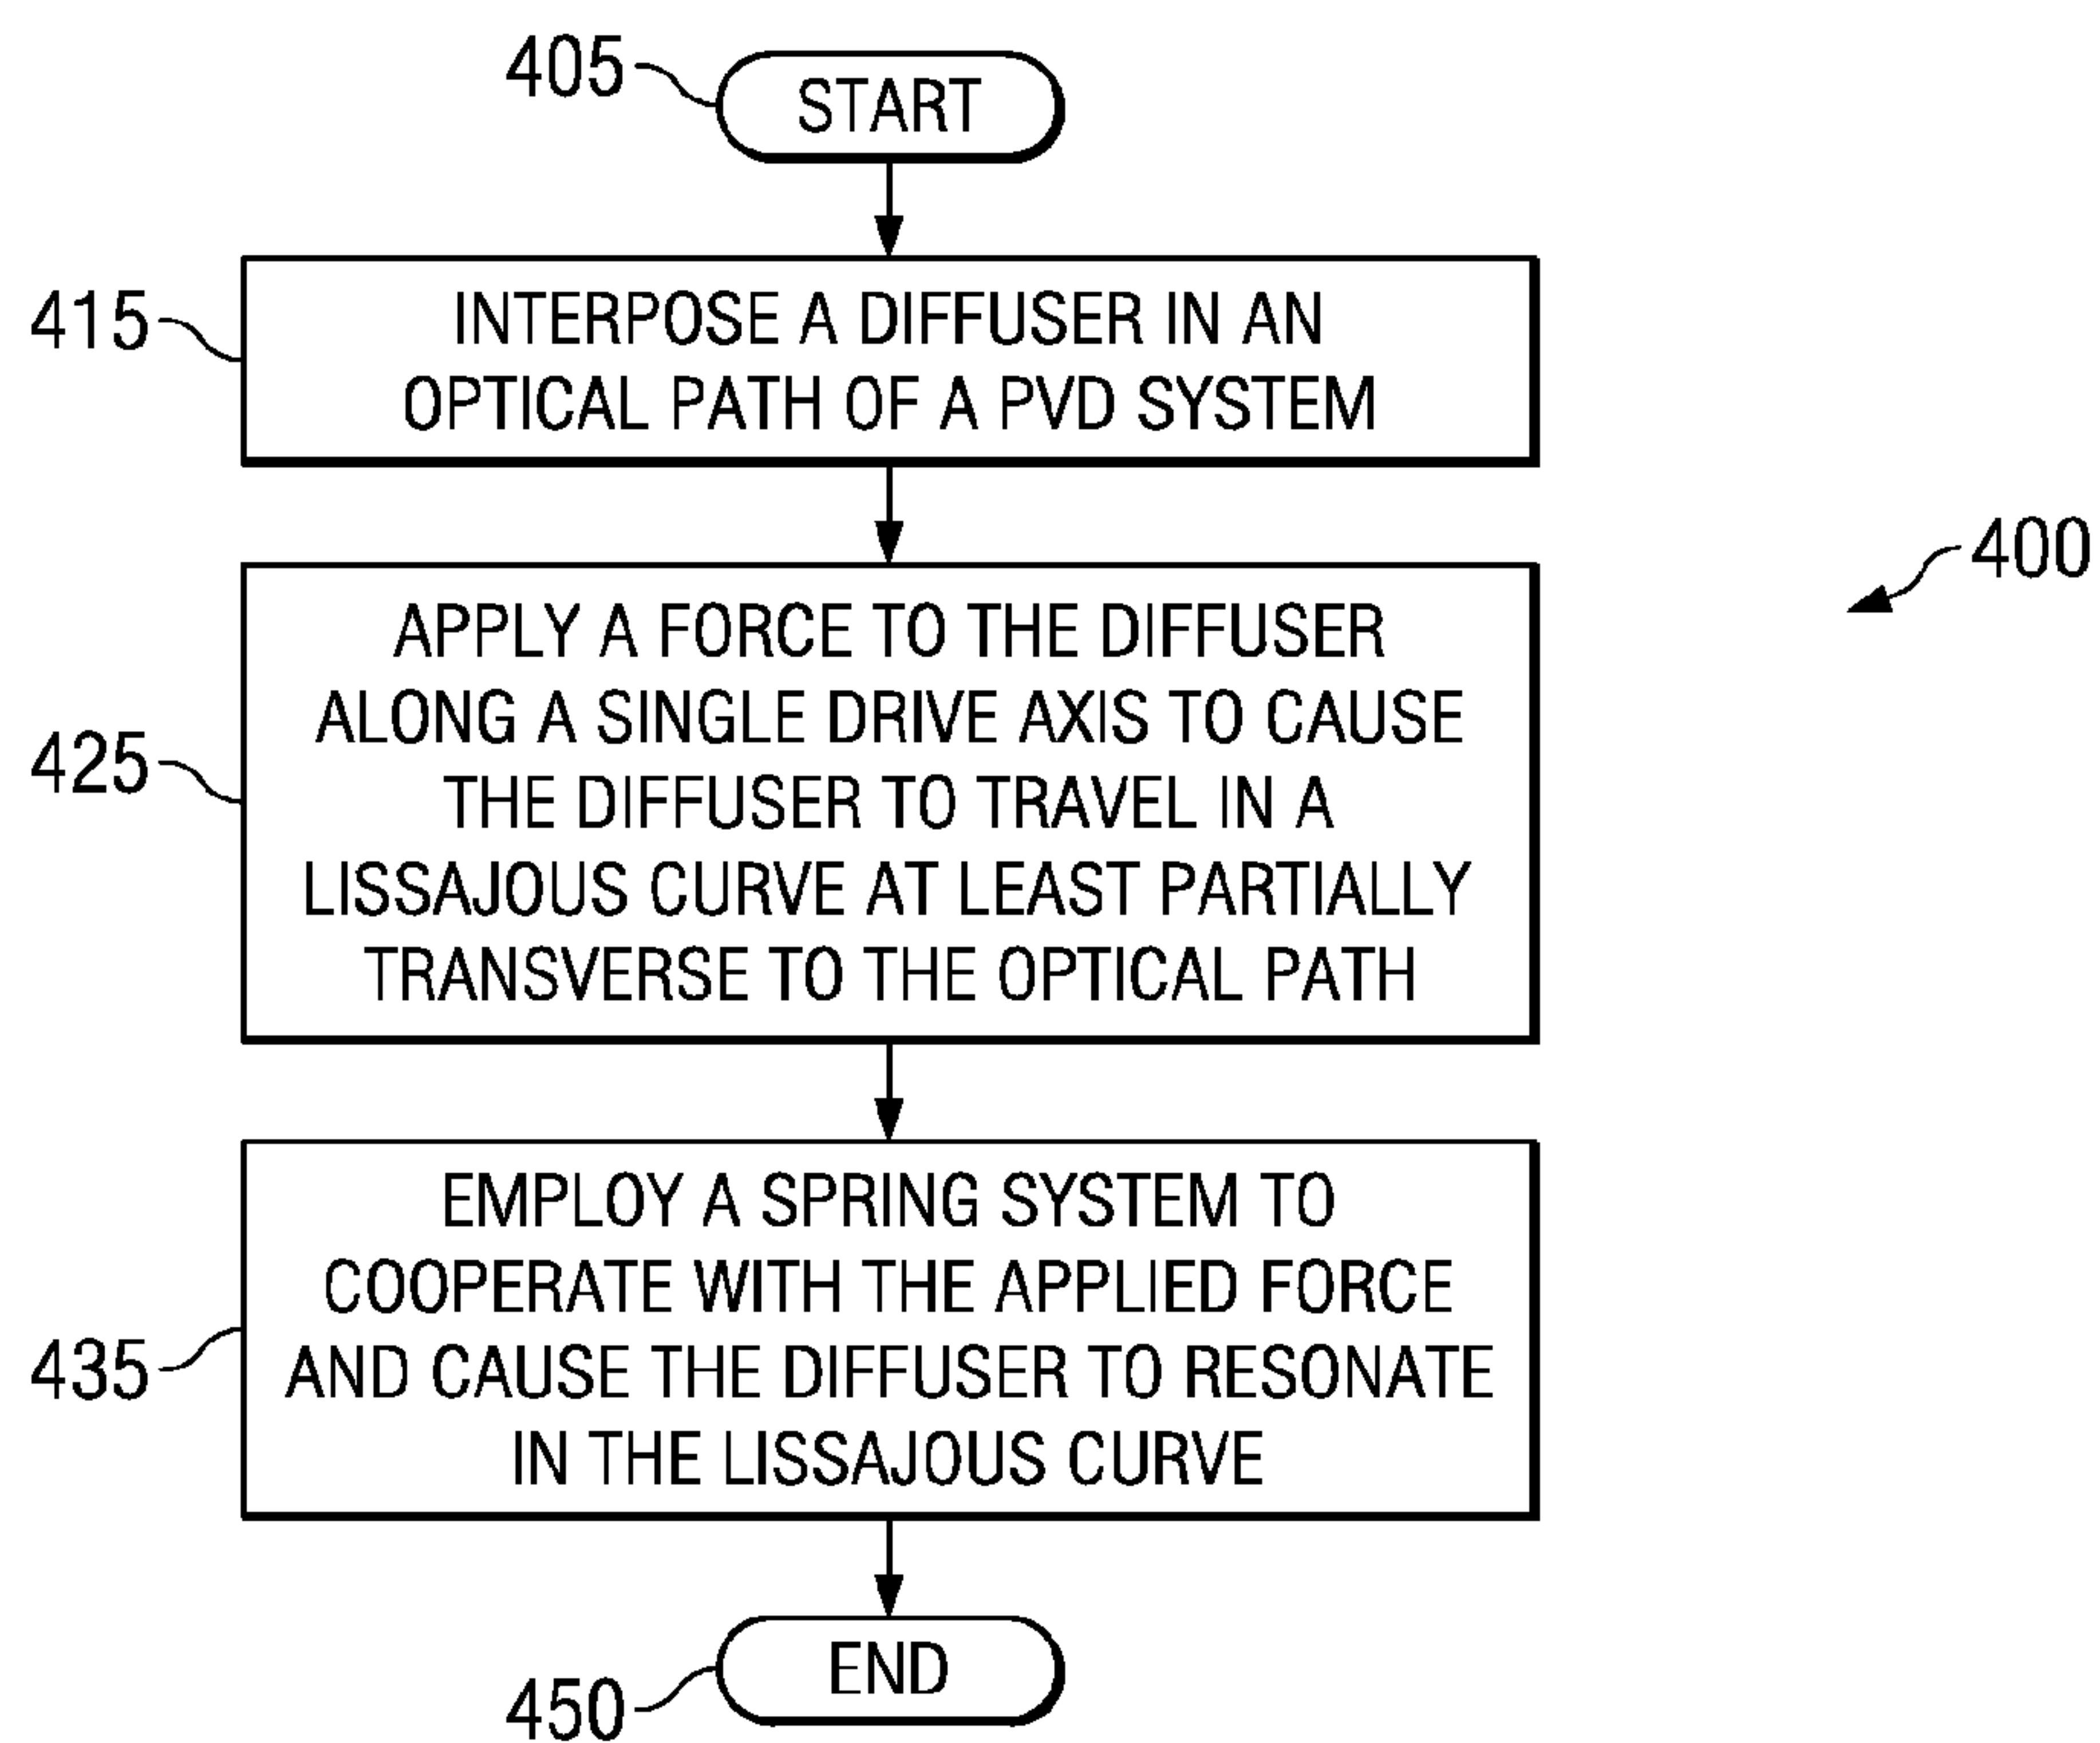 405
START
415
INTERPOSE A DIFFUSER IN AN
OPTICAL PATH OF A PVD SYSTEM
400
425
APPLY A FORCE TO THE DIFFUSER
ALONG A SINGLE DRIVE AXIS TO CAUSE
THE DIFFUSER TO TRAVEL IN A
LISSAJOUS CURVE AT LEAST PARTIALLY
TRANSVERSE TO THE OPTICAL PATH
435
EMPLOY A SPRING SYSTEM TO
COOPERATE WITH THE APPLIED FORCE
AND CAUSE THE DIFFUSER TO RESONATE
IN THE LISSAJOUS CURVE
450
END